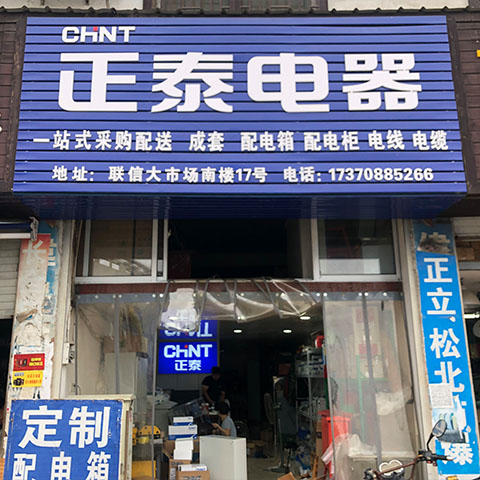 CHNT
正泰电器
一站式采购配送 成套 配电箱 配电柜 电线 电缆
地址：联信大市场南楼17号 电话：17370885266
CHNT
正泰
正立、松北
定制
配电箱